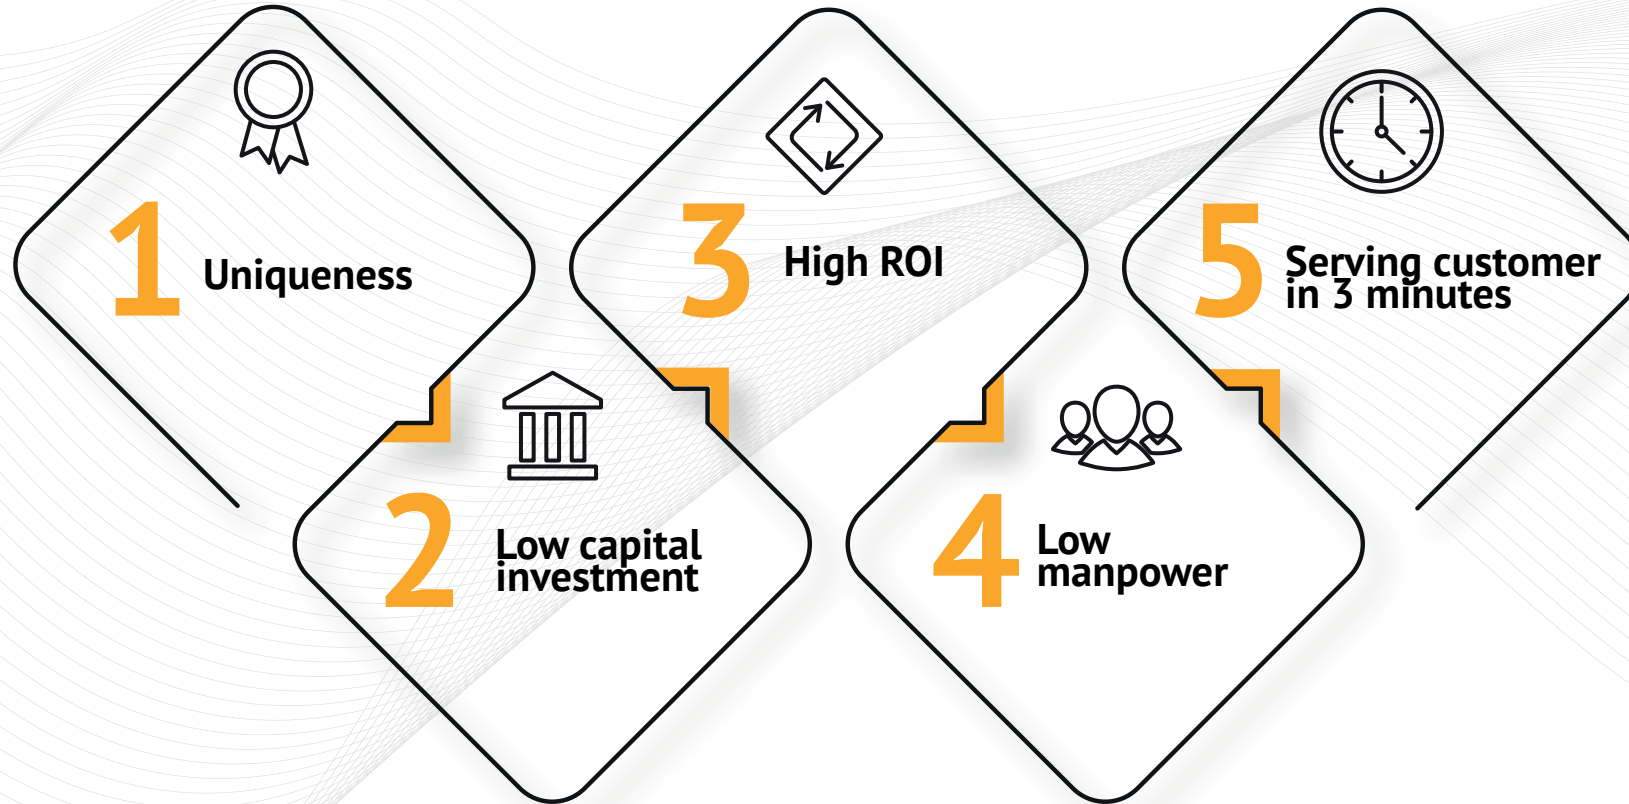 1
Uniqueness
2
Low capital
investment
3
High ROI
4
Low
manpower
5
Serving customer
in 3 minutes